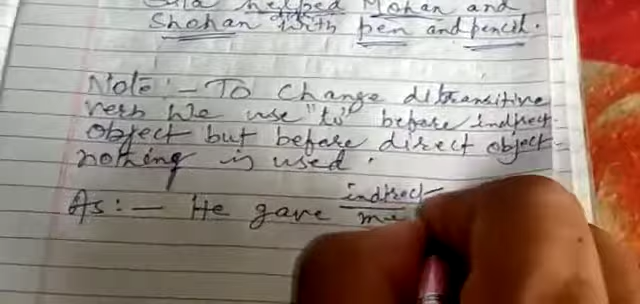 helped Mohan and
Shohan with pen and pencil.
Note:- To change ditransitive
verb we use "to" before indirect
object but before direct object
nothing is used.
As:- He gave indirect
me